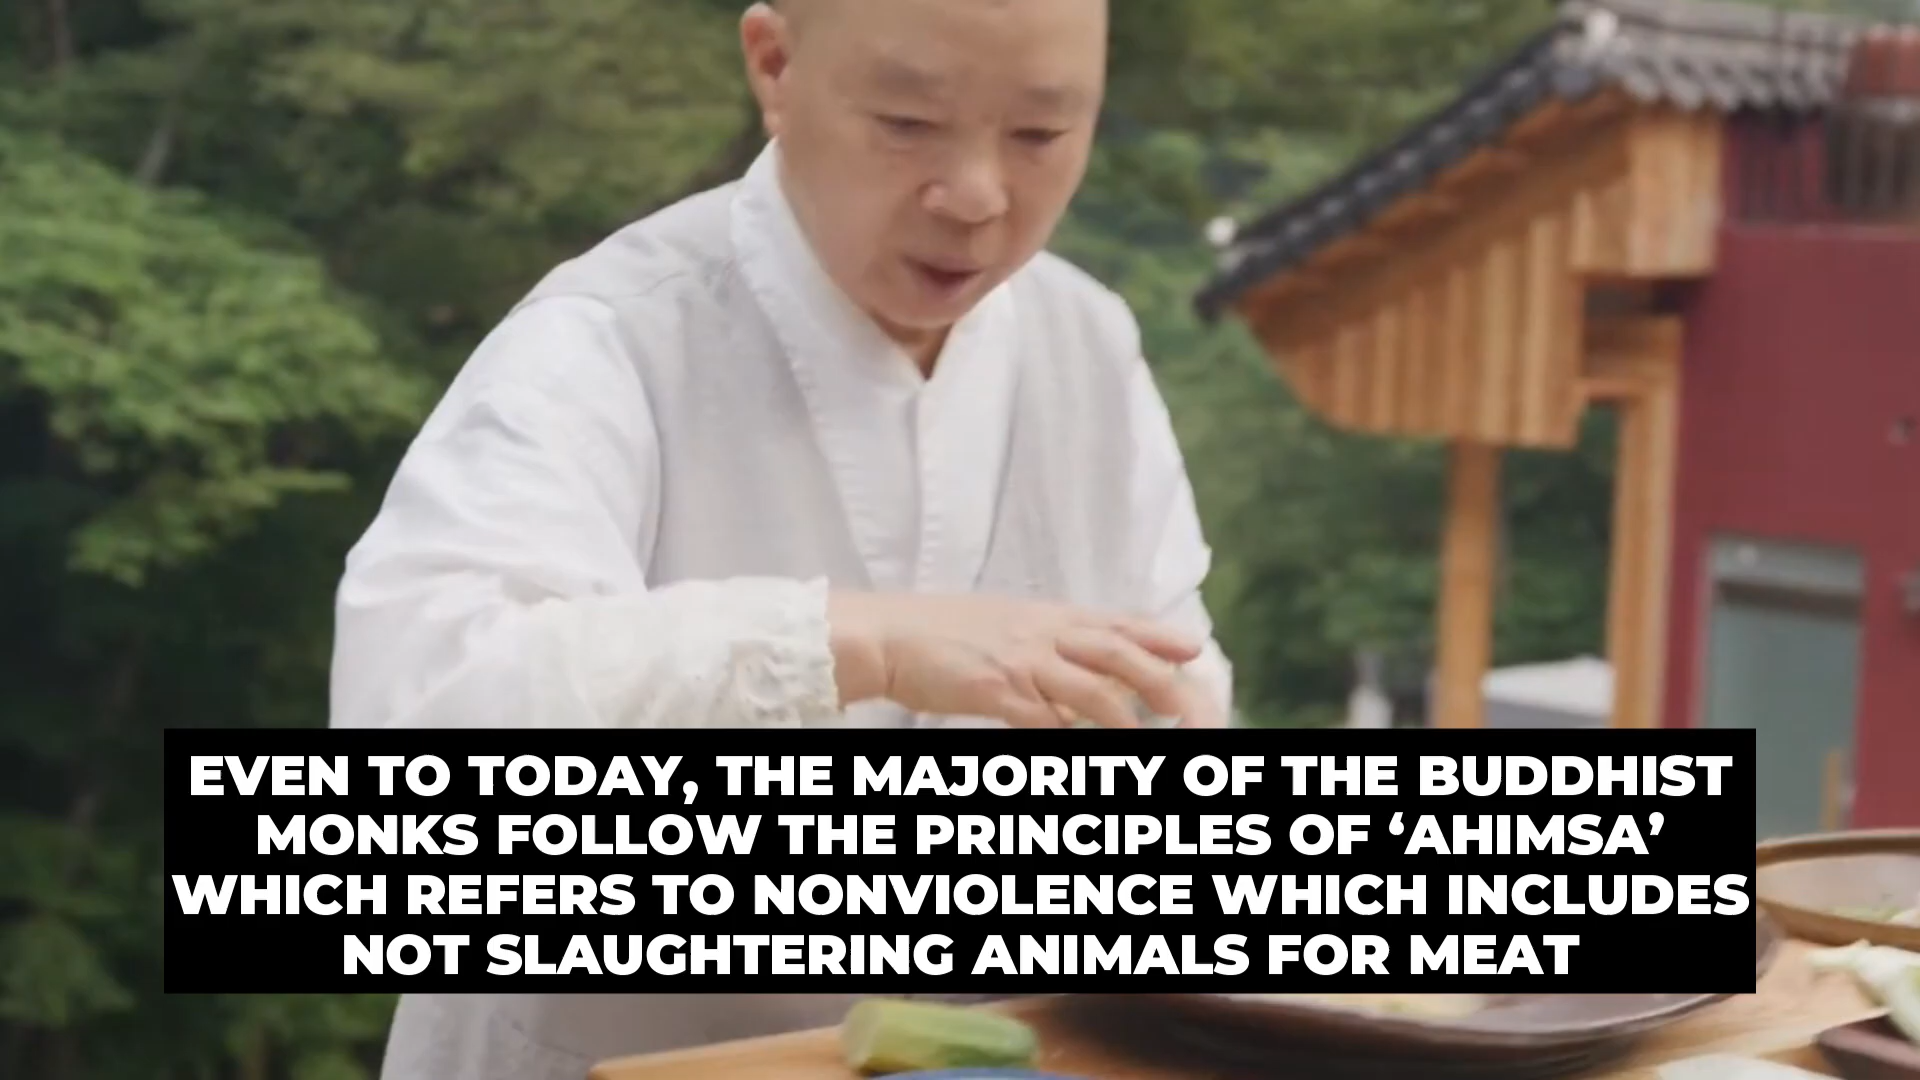 EVEN TO TODAY, THE MAJORITY OF THE BUDDHIST
MONKS FOLLOW THE PRINCIPLES OF ‘AHIMSA’
WHICH REFERS TO NONVIOLENCE WHICH INCLUDES
NOT SLAUGHTERING ANIMALS FOR MEAT